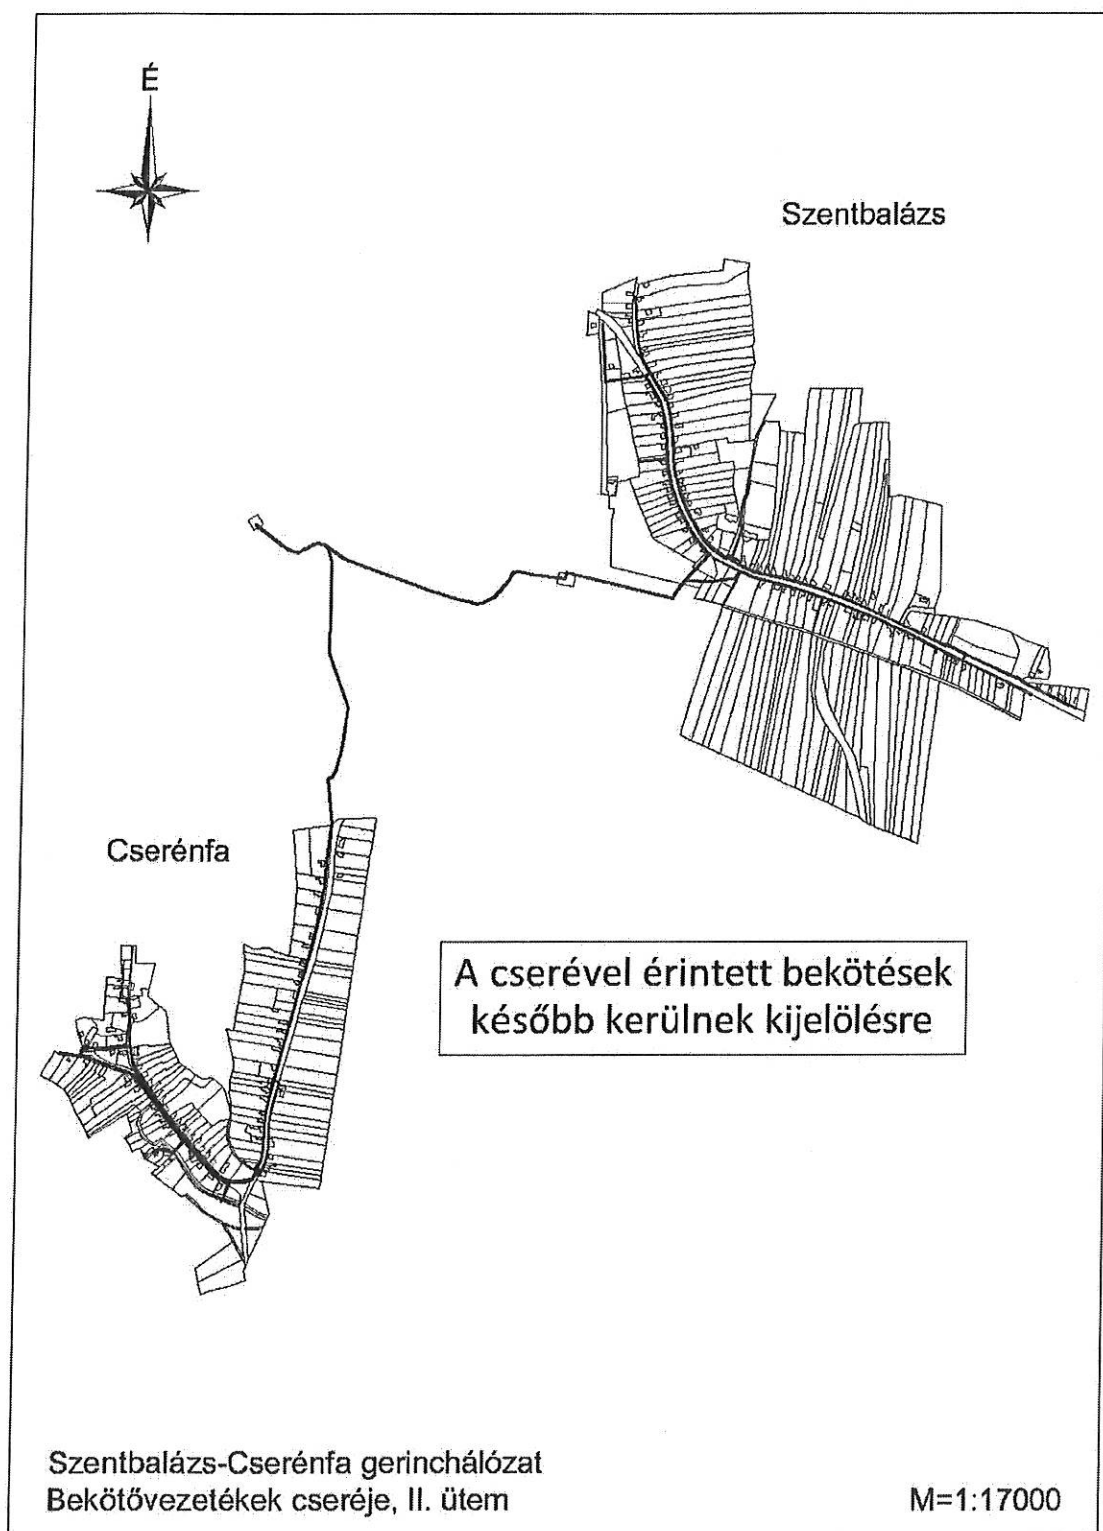 É
Szentbalázs
Cserénfa
A cserével érintett bekötések
később kerülnek kijelölésre
Szentbalázs-Cserénfa gerinchálózat
Bekötővezetékek cseréje, II. ütem
M=1:17000